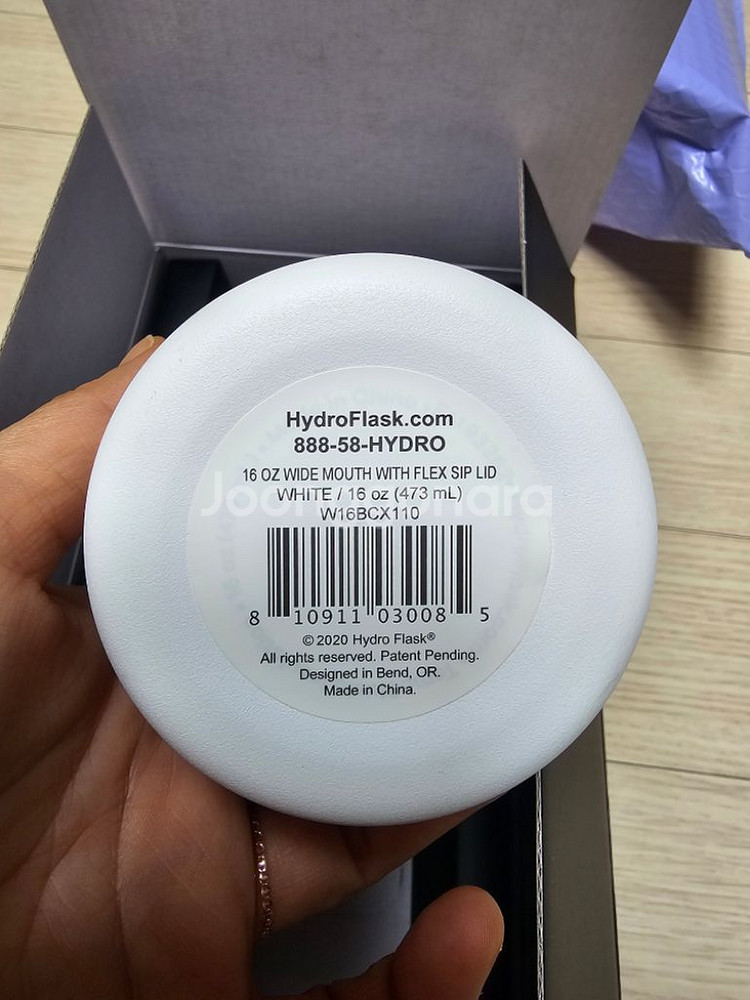 HydroFlask.com
888-58-HYDRO
16 OZ WIDE MOUTH WITH FLEX SIP LID
WHITE / 16 oz (473 mL)
W16BCX110
8 10911 03008 5
© 2020 Hydro Flask®
All rights reserved. Patent Pending.
Designed in Bend, OR.
Made in China.
Joonggonara